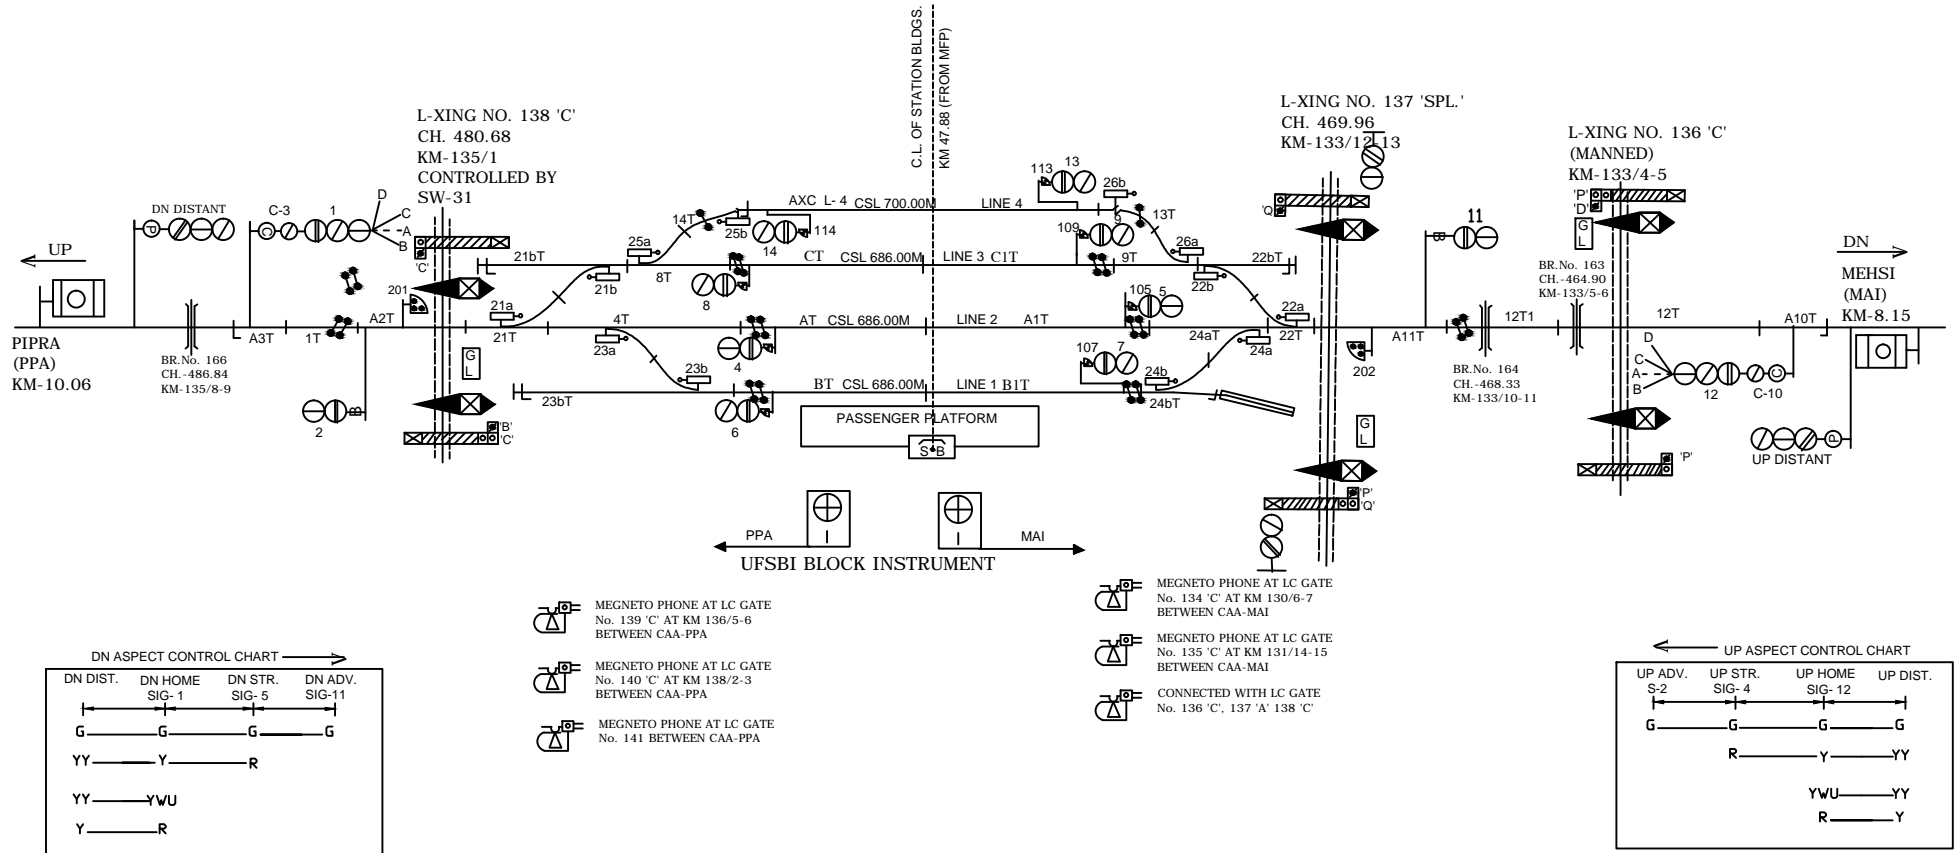 C.L. OF STATION BLDGS.
KM 47.88 (FROM MFP)
L-XING NO. 138 'C'
CH. 480.68
KM-135/1
CONTROLLED BY
SW-31
L-XING NO. 137 'SPL.'
CH. 469.96
KM-133/12-13
L-XING NO. 136 'C'
(MANNED)
KM-133/4-5
UP
PIPRA
(PPA)
KM-10.06
DN DISTANT
P
C-3
C
1
D
C
A
B
BR.No. 166
CH.-486.84
KM-135/8-9
A3T
1T
A2T
201
2
B
'C'
G
L
'B'
'C'
21bT
21a
21b
21T
4T
23a
23b
23bT
25a
25b
14T
8T
14
114
8
4
6
AXC L- 4 CSL 700.00M LINE 4
CT CSL 686.00M LINE 3 C1T
AT CSL 686.00M LINE 2 A1T
BT CSL 686.00M LINE 1 B1T
PASSENGER PLATFORM
S B
113
13
109
9
105
5
107
7
26b
13T
26a
9T
22b
22bT
22a
22T
24aT
24a
24b
24bT
'Q'
G
L
'P'
'Q'
202
A11T
B
11
BR.No. 164
CH.-468.33
KM-133/10-11
12T1
BR.No. 163
CH-464.90
KM-133/5-6
'P'
'D'
G
L
12T
A10T
D
C
A
B
12
C-10
C
'P'
UP DISTANT
P
DN
MEHSI
(MAI)
KM-8.15
PPA
MAI
UFSBI BLOCK INSTRUMENT
MEGNETO PHONE AT LC GATE
No. 139 'C' AT KM 136/5-6
BETWEEN CAA-PPA
MEGNETO PHONE AT LC GATE
No. 140 'C' AT KM 138/2-3
BETWEEN CAA-PPA
MEGNETO PHONE AT LC GATE
No. 141 BETWEEN CAA-PPA
MEGNETO PHONE AT LC GATE
No. 134 'C' AT KM 130/6-7
BETWEEN CAA-MAI
MEGNETO PHONE AT LC GATE
No. 135 'C' AT KM 131/14-15
BETWEEN CAA-MAI
CONNECTED WITH LC GATE
No. 136 'C', 137 'A' 138 'C'
DN ASPECT CONTROL CHART
DN DIST. DN HOME DN STR. DN ADV.
SIG- 1 SIG- 5 SIG-11
G G G G
YY Y R
YY YWU
Y R
UP ASPECT CONTROL CHART
UP ADV. UP STR. UP HOME UP DIST.
S-2 SIG- 4 SIG- 12
G G G G
R Y YY
YWU YY
R Y